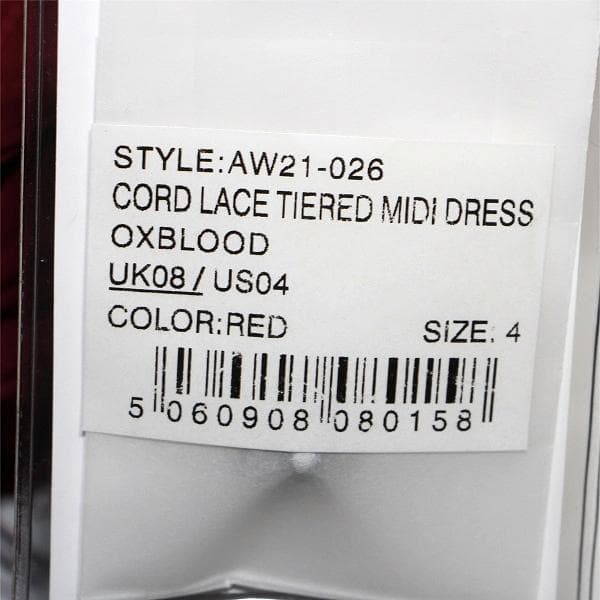 STYLE:AW21-026
CORD LACE TIERED MIDI DRESS
OXBLOOD
UK08 / US04
COLOR:RED SIZE: 4
5 060908 080158